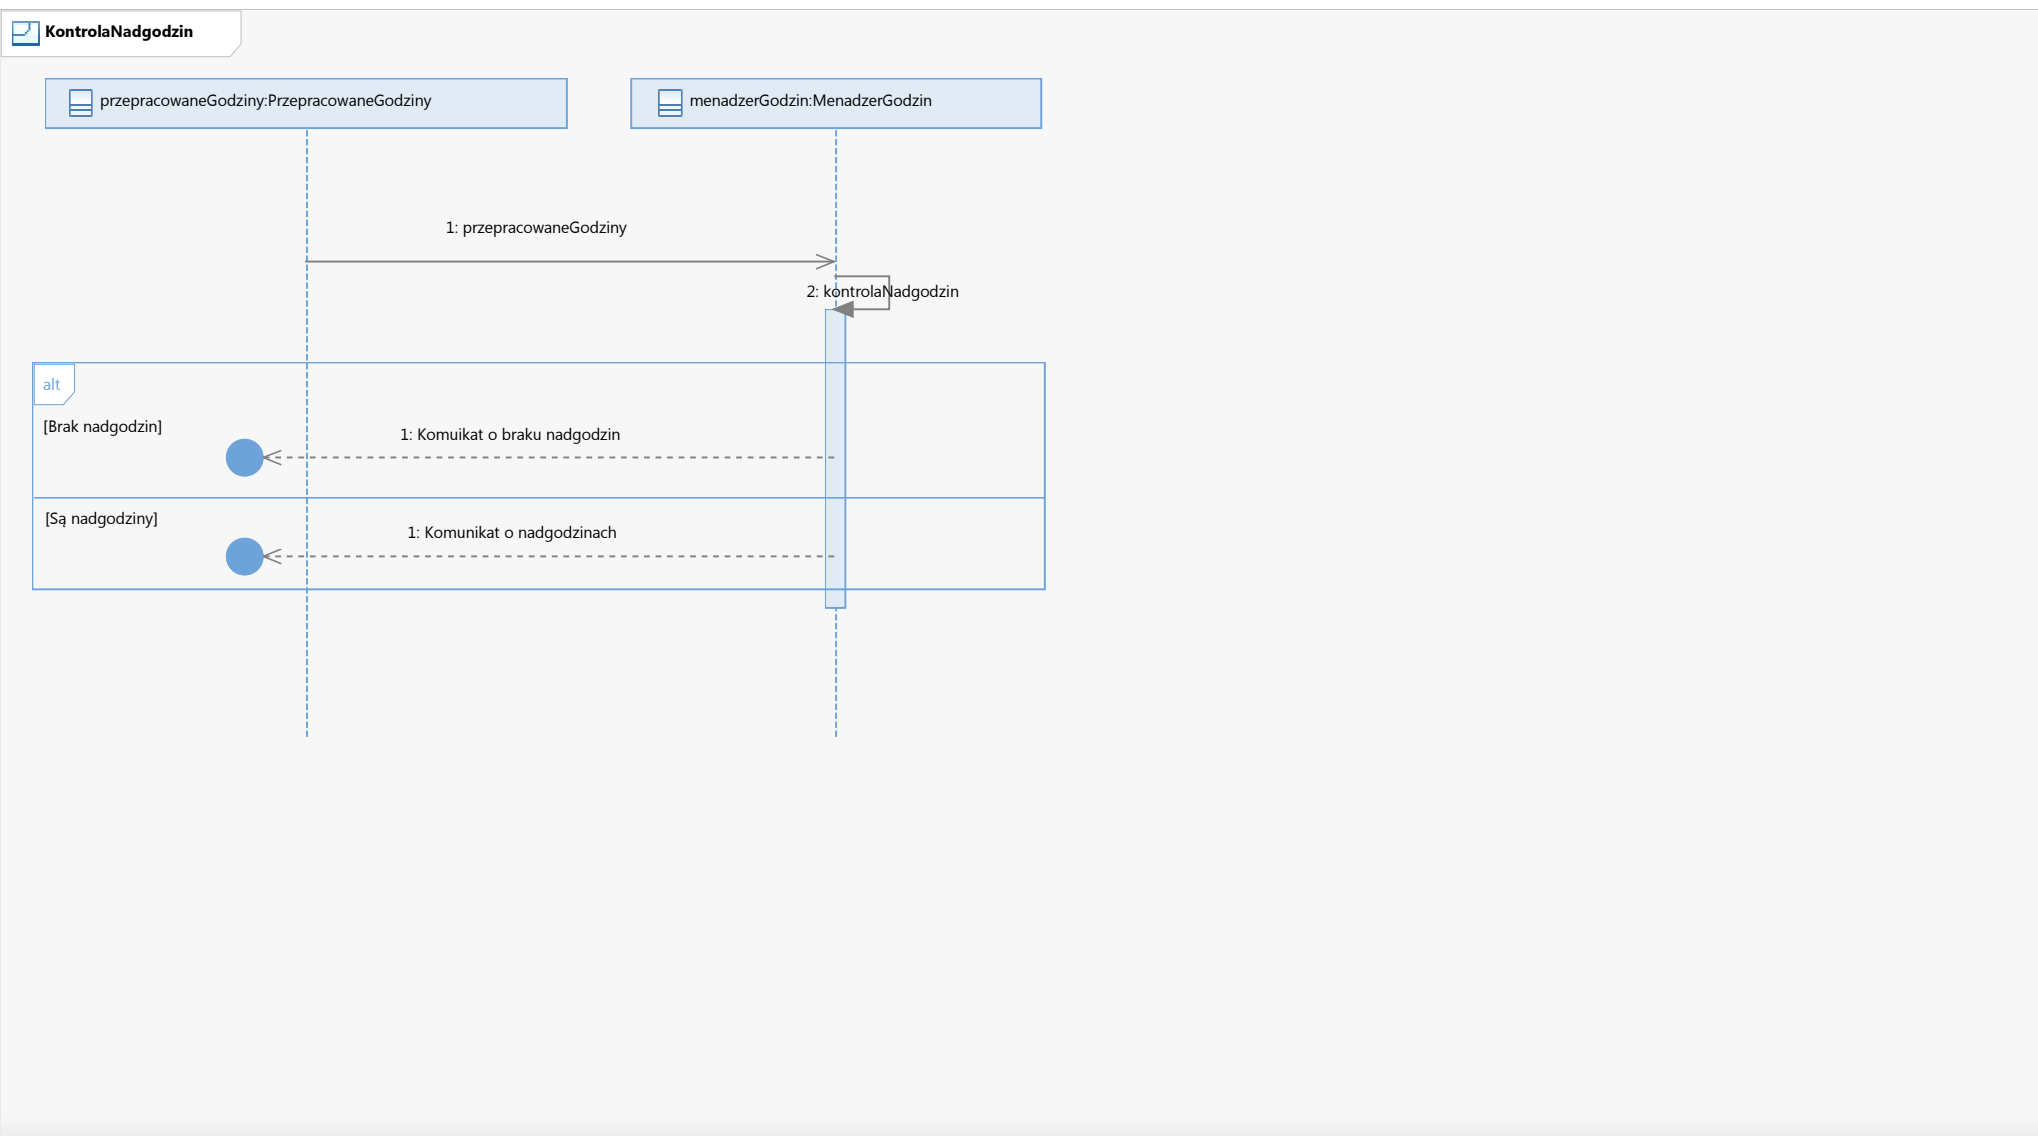 KontrolaNadgodzin
przepracowaneGodziny:PrzepracowaneGodziny
menadzerGodzin:MenadzerGodzin
1: przepracowaneGodziny
2: kontrolaNadgodzin
alt
[Brak nadgodzin]
1: Komuikat o braku nadgodzin
[Są nadgodziny]
1: Komunikat o nadgodzinach